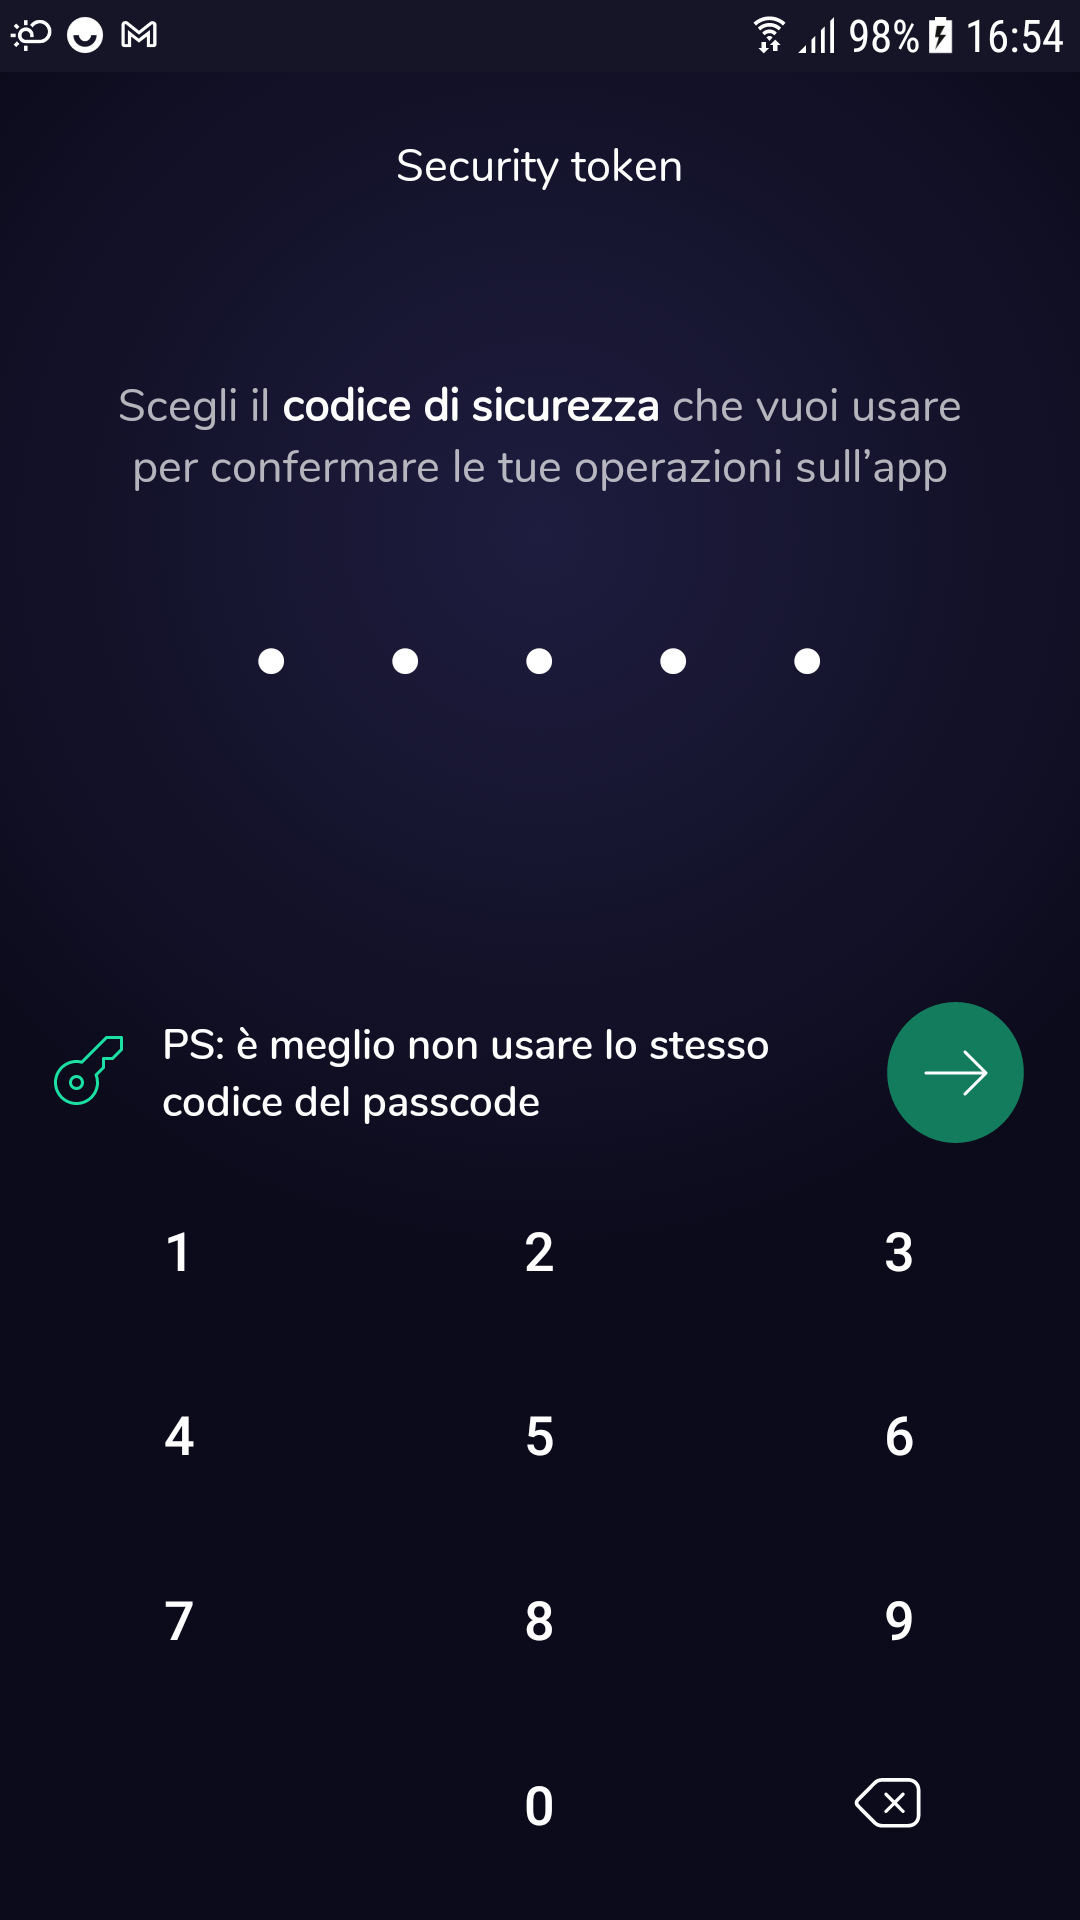 98% 16:54
Security token
Scegli il codice di sicurezza che vuoi usare
per confermare le tue operazioni sull’app
PS: è meglio non usare lo stesso
codice del passcode
1 2 3
4 5 6
7 8 9
0